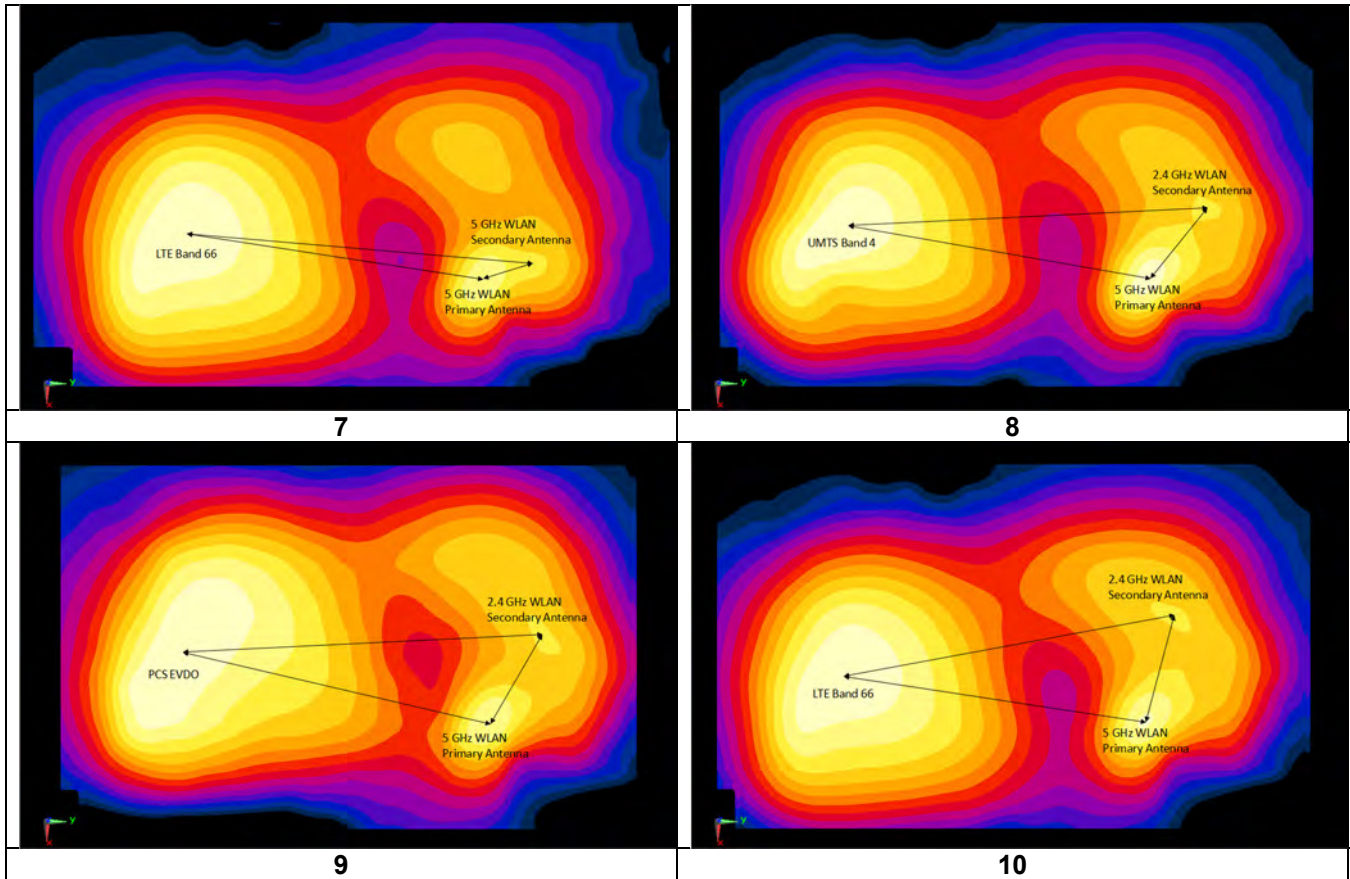 5 GHz WLAN
Secondary Antenna
LTE Band 66
5 GHz WLAN
Primary Antenna
Y
X
7
2.4 GHz WLAN
Secondary Antenna
UMTS Band 4
5 GHz WLAN
Primary Antenna
Y
X
8
2.4 GHz WLAN
Secondary Antenna
PCS EVDO
5 GHz WLAN
Primary Antenna
Y
X
9
2.4 GHz WLAN
Secondary Antenna
LTE Band 66
5 GHz WLAN
Primary Antenna
Y
X
10